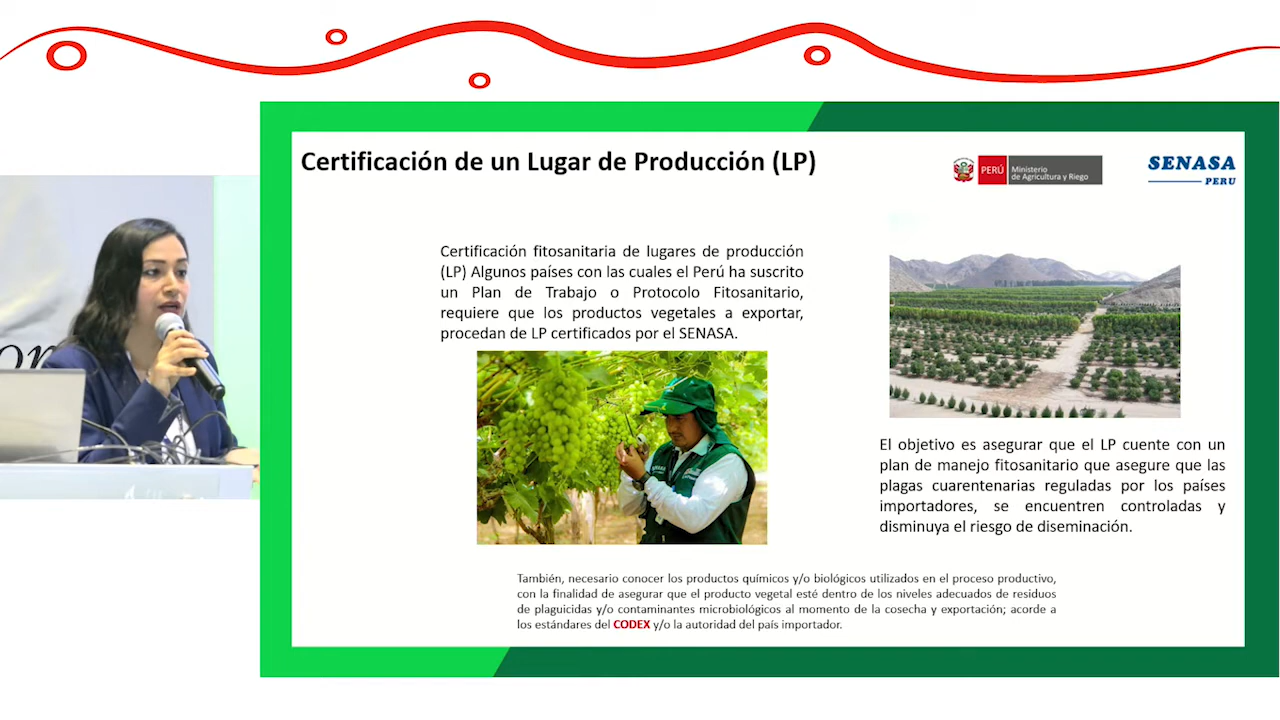 Certificación de un Lugar de Producción (LP)
PERÚ
Ministerio
de Agricultura y Riego
SENASA
PERU
Certificación fitosanitaria de lugares de producción
(LP) Algunos países con las cuales el Perú ha suscrito
un Plan de Trabajo o Protocolo Fitosanitario,
requiere que los productos vegetales a exportar,
procedan de LP certificados por el SENASA.
El objetivo es asegurar que el LP cuente con un
plan de manejo fitosanitario que asegure que las
plagas cuarentenarias reguladas por los países
importadores, se encuentren controladas y
disminuya el riesgo de diseminación.
También, necesario conocer los productos químicos y/o biológicos utilizados en el proceso productivo,
con la finalidad de asegurar que el producto vegetal esté dentro de los niveles adecuados de residuos
de plaguicidas y/o contaminantes microbiológicos al momento de la cosecha y exportación; acorde a
los estándares del CODEX y/o la autoridad del país importador.